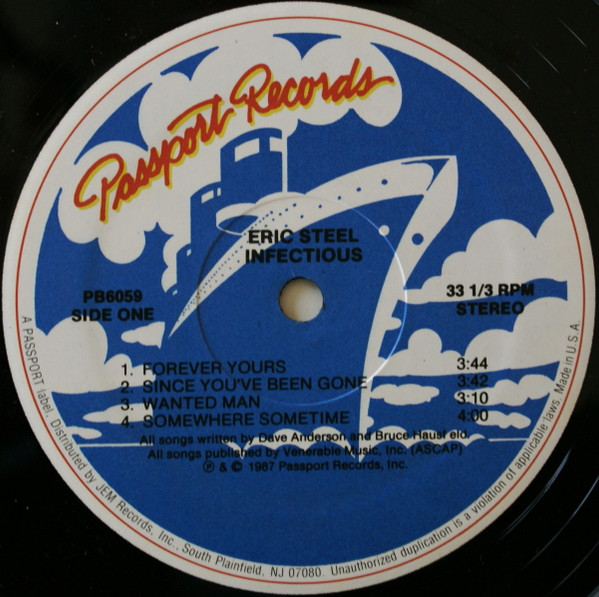 Passport Records
ERIC STEEL
INFECTIOUS
PB6059
SIDE ONE
33 1/3 RPM
STEREO
1. FOREVER YOURS 3:44
2. SINCE YOU'VE BEEN GONE 3:42
3. WANTED MAN 3:10
4. SOMEWHERE SOMETIME 4:00
All songs written by Dave Anderson and Bruce Hausf eld.
All songs published by Venerable Music, Inc. (ASCAP)
℗ & © 1987 Passport Records, Inc.
A PASSPORT label. Distributed by JEM Records, Inc., South Plainfield, NJ 07080. Unauthorized duplication is a violation of applicable laws. Made in U.S.A.